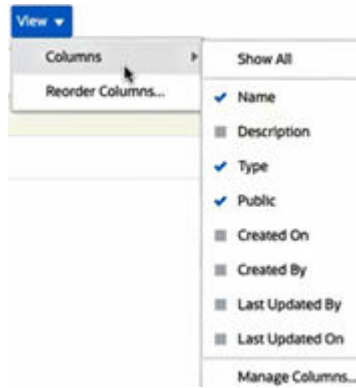 View
Columns
Reorder Columns...
Show All
Name
Description
Type
Public
Created On
Created By
Last Updated By
Last Updated On
Manage Columns...